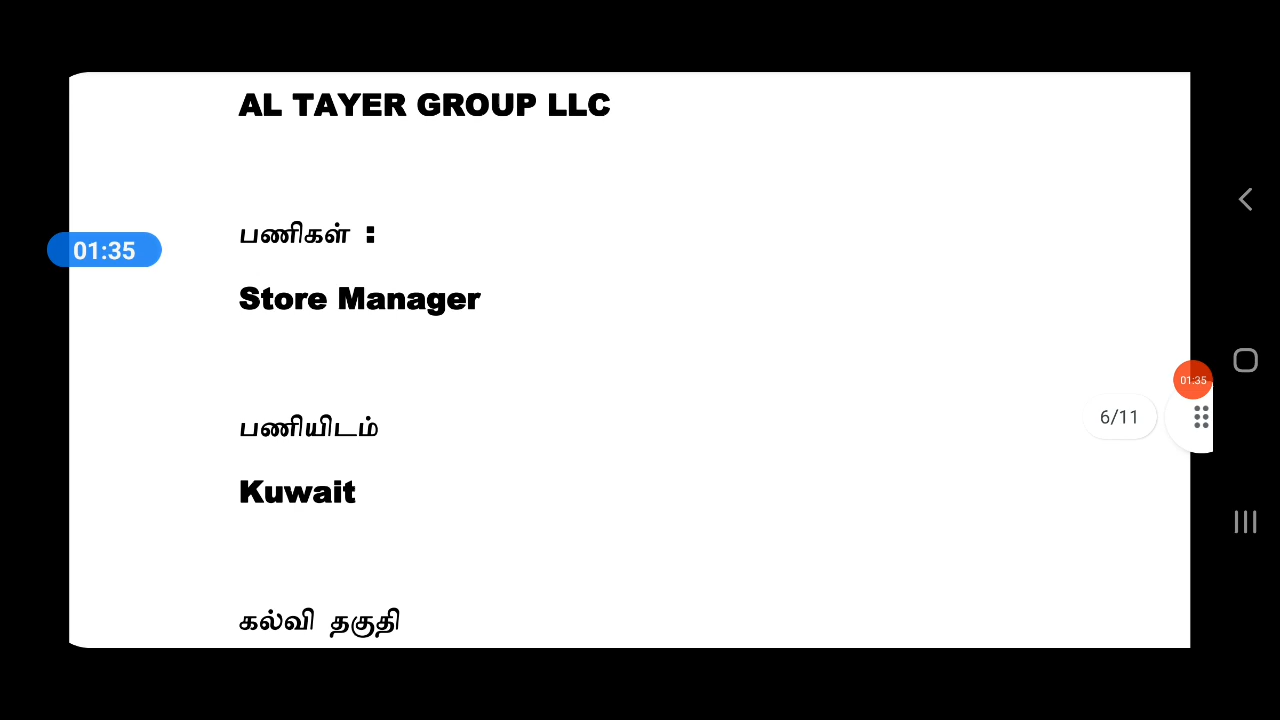 AL TAYER GROUP LLC
பணிகள் :
01:35
Store Manager
01:35
6/11
பணியிடம்
Kuwait
கல்வி தகுதி